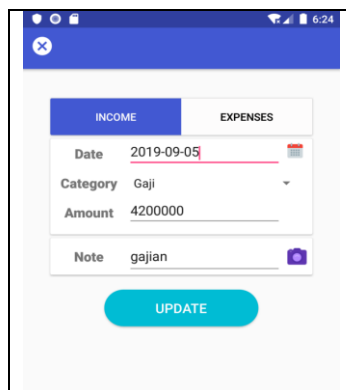 6:24
INCOME EXPENSES
Date 2019-09-05
Category Gaji
Amount 4200000
Note gajian
UPDATE